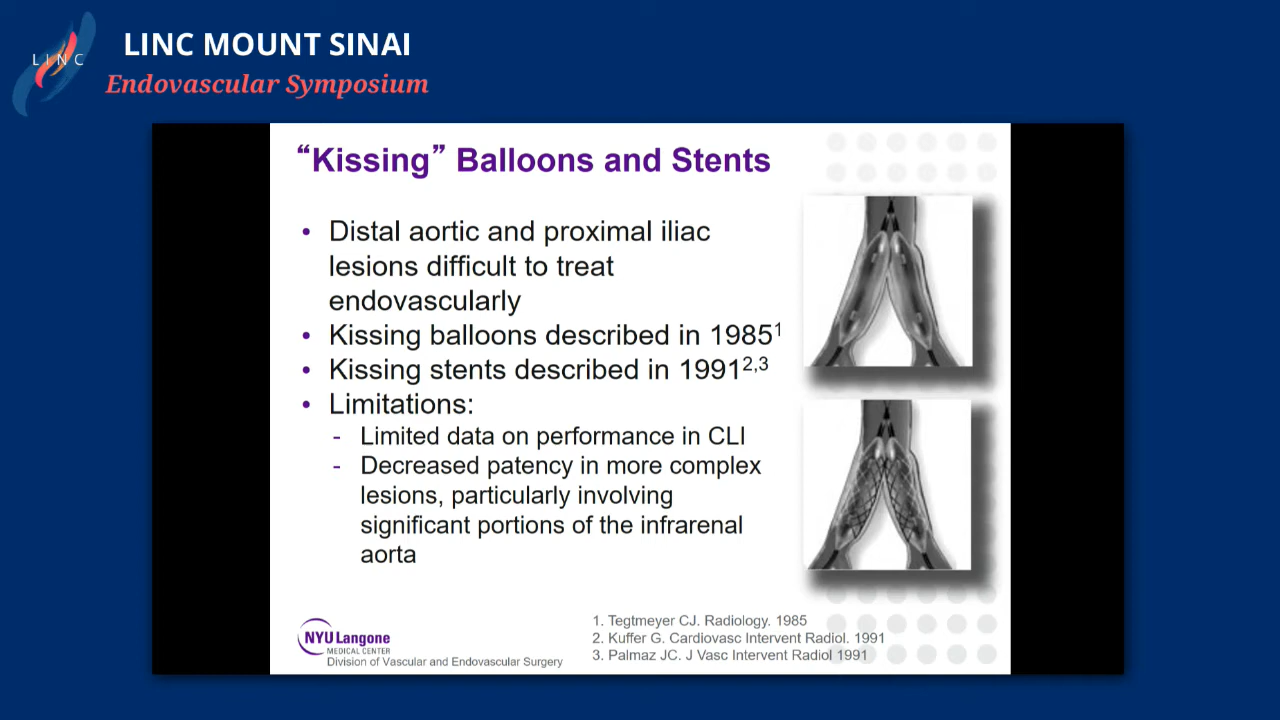 LINC
LINC MOUNT SINAI
Endovascular Symposium
“Kissing” Balloons and Stents
• Distal aortic and proximal iliac
lesions difficult to treat
endovascularly
• Kissing balloons described in 1985¹
• Kissing stents described in 1991²,³
• Limitations:
- Limited data on performance in CLI
- Decreased patency in more complex
lesions, particularly involving
significant portions of the infrarenal
aorta
NYU Langone
MEDICAL CENTER
Division of Vascular and Endovascular Surgery
1. Tegtmeyer CJ. Radiology. 1985
2. Kuffer G. Cardiovasc Intervent Radiol. 1991
3. Palmaz JC. J Vasc Intervent Radiol 1991